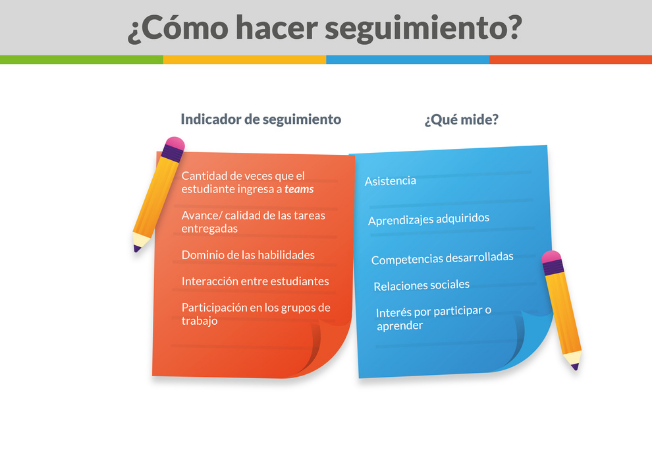 ¿Cómo hacer seguimiento?
Indicador de seguimiento
Cantidad de veces que el
estudiante ingresa a teams
Avance/ calidad de las tareas
entregadas
Dominio de las habilidades
Interacción entre estudiantes
Participación en los grupos de
trabajo
¿Qué mide?
Asistencia
Aprendizajes adquiridos
Competencias desarrolladas
Relaciones sociales
Interés por participar o
aprender